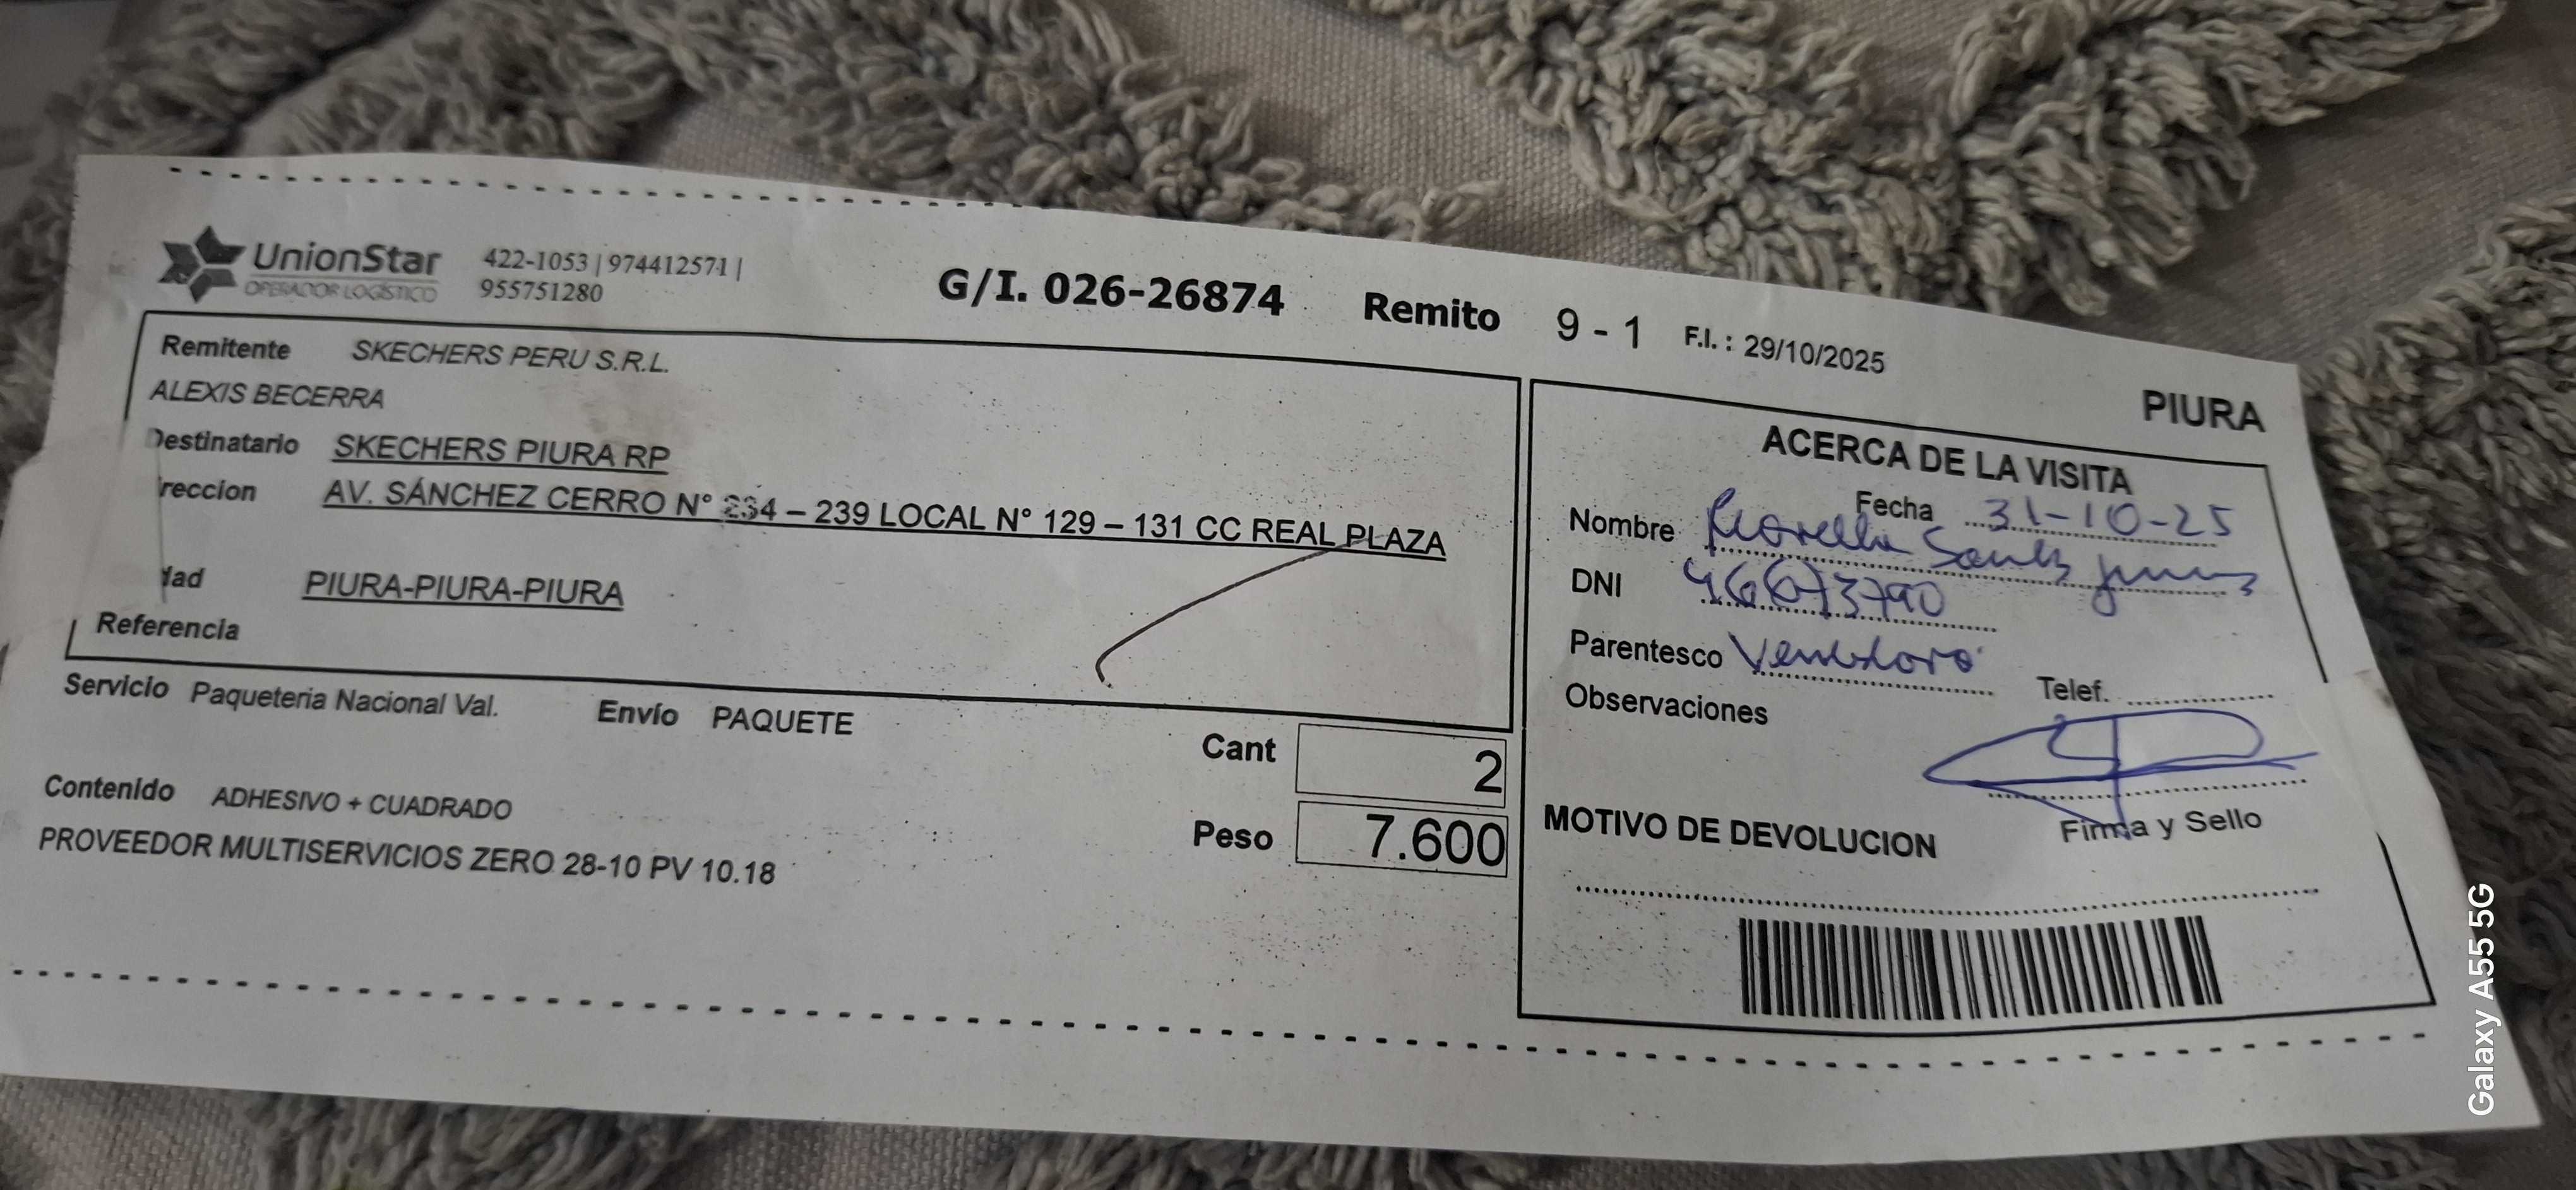 UnionStar
OPERADOR LOGÍSTICO
422-1053 | 974412571 |
955751280
G/I. 026-26874 Remito 9 - 1 F.I. : 29/10/2025
PIURA
Remitente SKECHERS PERU S.R.L.
ALEXIS BECERRA
Destinatario SKECHERS PIURA RP
reccion AV. SÁNCHEZ CERRO N° 234 – 239 LOCAL N° 129 – 131 CC REAL PLAZA
dad PIURA-PIURA-PIURA
Referencia
Servicio Paqueteria Nacional Val. Envío PAQUETE
Cant 2
Peso 7.600
Contenido ADHESIVO + CUADRADO
PROVEEDOR MULTISERVICIOS ZERO 28-10 PV 10.18
ACERCA DE LA VISITA
Fecha 31-10-25
Nombre
DNI
Parentesco Vendedora
Telef.
Observaciones
Firma y Sello
MOTIVO DE DEVOLUCION
Galaxy A55 5G